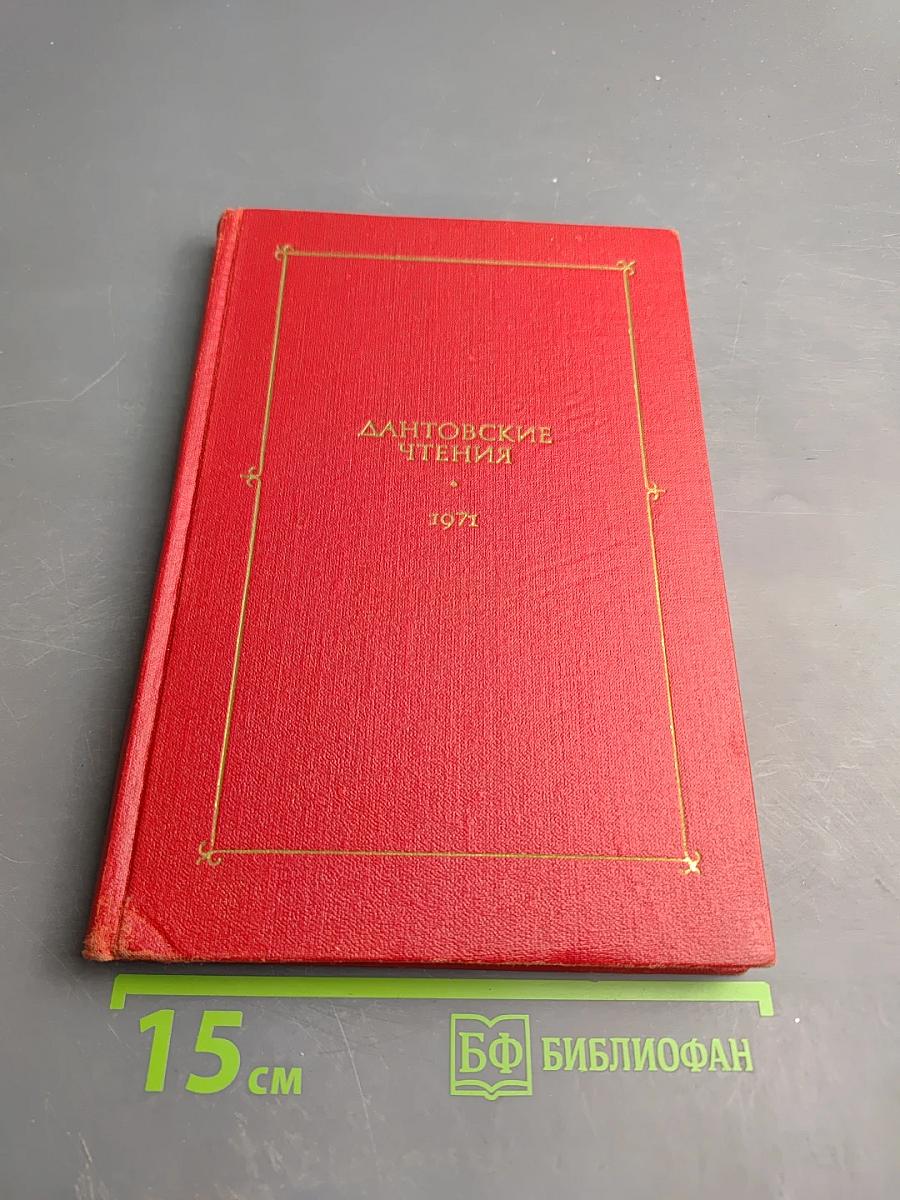 ДАНТОВСКИЕ
ЧТЕНИЯ
1971
15 см
БФ БИБЛИОФАН